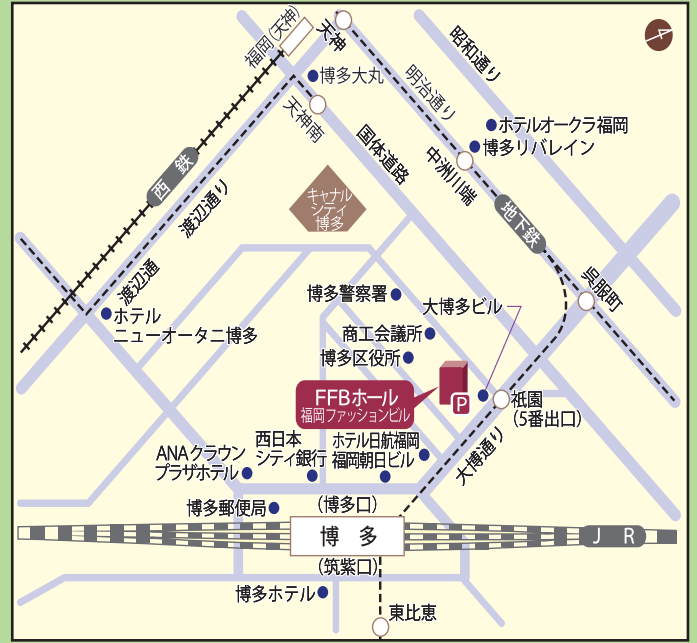 福岡(天神)
天神
昭和通り
博多大丸
明治通り
天神南
国体道路
ホテルオークラ福岡
博多リバレイン
中洲川端
西 鉄
渡辺通り
キャナル
シティ
博多
地下鉄
渡辺通
呉服町
ホテル
ニューオータニ博多
博多警察署
大博多ビル
商工会議所
博多区役所
FFBホール
福岡ファッションビル
P
祇園
(5番出口)
大博通り
ANAクラウン
プラザホテル
西日本
シティ銀行
ホテル日航福岡
福岡朝日ビル
博多郵便局
(博多口)
博 多
J R
(筑紫口)
博多ホテル
東比恵